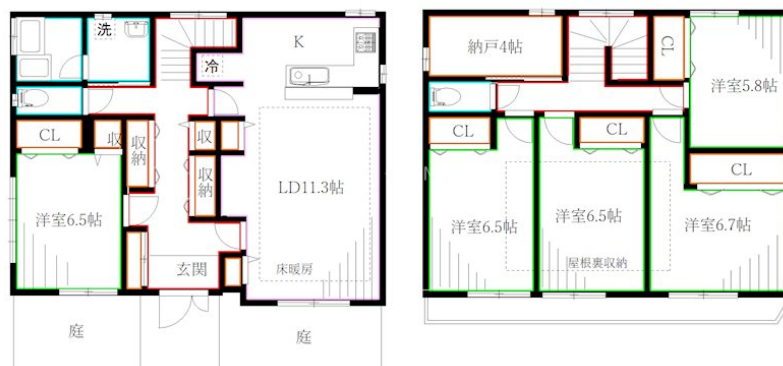 洗
K
冷
CL
収
収納
収
収納
LD11.3帖
洋室6.5帖
玄関
床暖房
庭
庭
納戸4帖
CL
洋室5.8帖
CL
CL
CL
洋室6.5帖
洋室6.5帖
洋室6.7帖
屋根裏収納